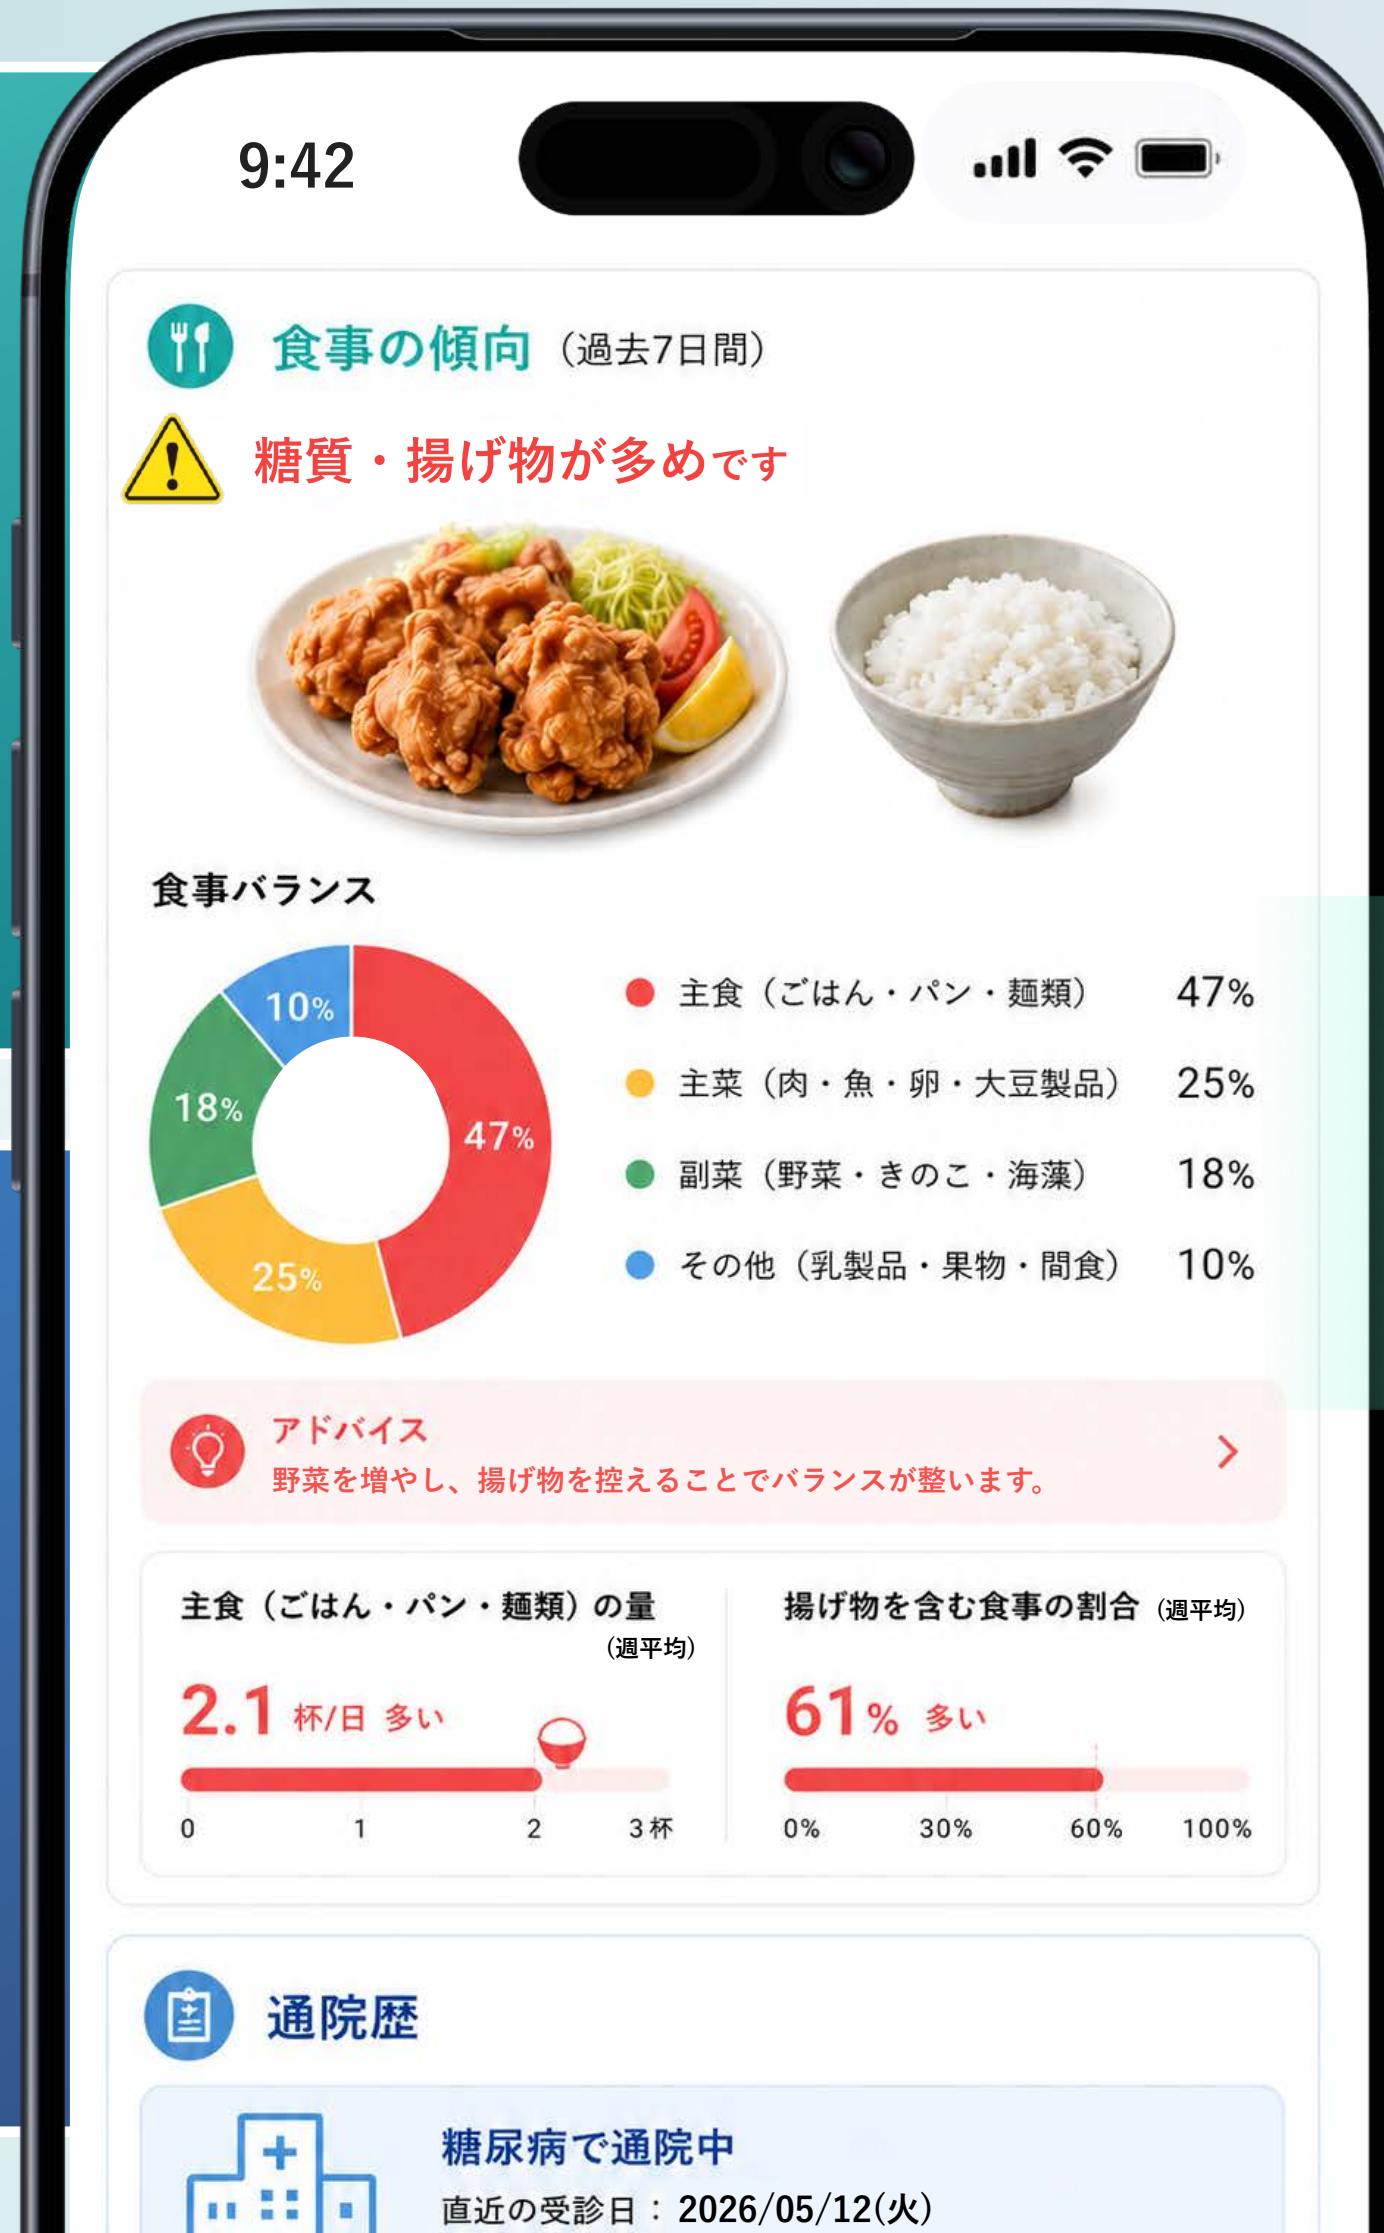 9:42
食事の傾向（過去7日間）
糖質・揚げ物が多めです
食事バランス
10%
18%
47%
25%
主食（ごはん・パン・麺類） 47%
主菜（肉・魚・卵・大豆製品） 25%
副菜（野菜・きのこ・海藻） 18%
その他（乳製品・果物・間食） 10%
アドバイス
野菜を増やし、揚げ物を控えることでバランスが整います。
主食（ごはん・パン・麺類）の量
（週平均）
2.1 杯/日 多い
0 1 2 3杯
揚げ物を含む食事の割合（週平均）
61% 多い
0% 30% 60% 100%
通院歴
糖尿病で通院中
直近の受診日：2026/05/12(火)